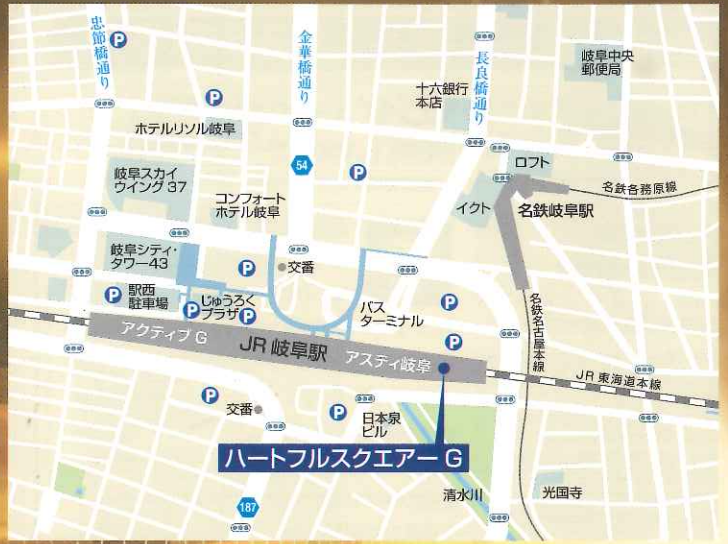 忠節橋通り
金華橋通り
長良橋通り
岐阜中央
郵便局
P
十六銀行
本店
P
ホテルリソル岐阜
54
ロフト
P
岐阜スカイ
ウイング37
コンフォート
ホテル岐阜
イクト
名鉄岐阜駅
名鉄各務原線
岐阜シティ・
タワー43
P
交番
P
駅西
駐車場
P
じゅうろく
プラザ
P
バス
ターミナル
P
P
名鉄名古屋本線
アクティブG
JR岐阜駅
アスティ岐阜
JR東海道本線
P
交番
P
日本泉
ビル
ハートフルスクエアーG
187
清水川
光国寺